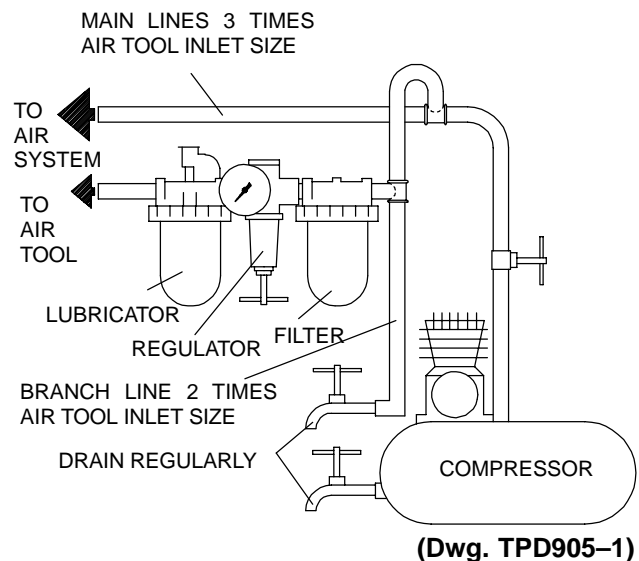 MAIN LINES 3 TIMES
AIR TOOL INLET SIZE
TO
AIR
SYSTEM
TO
AIR
TOOL
LUBRICATOR
REGULATOR
FILTER
BRANCH LINE 2 TIMES
AIR TOOL INLET SIZE
DRAIN REGULARLY
COMPRESSOR
(Dwg. TPD905–1)